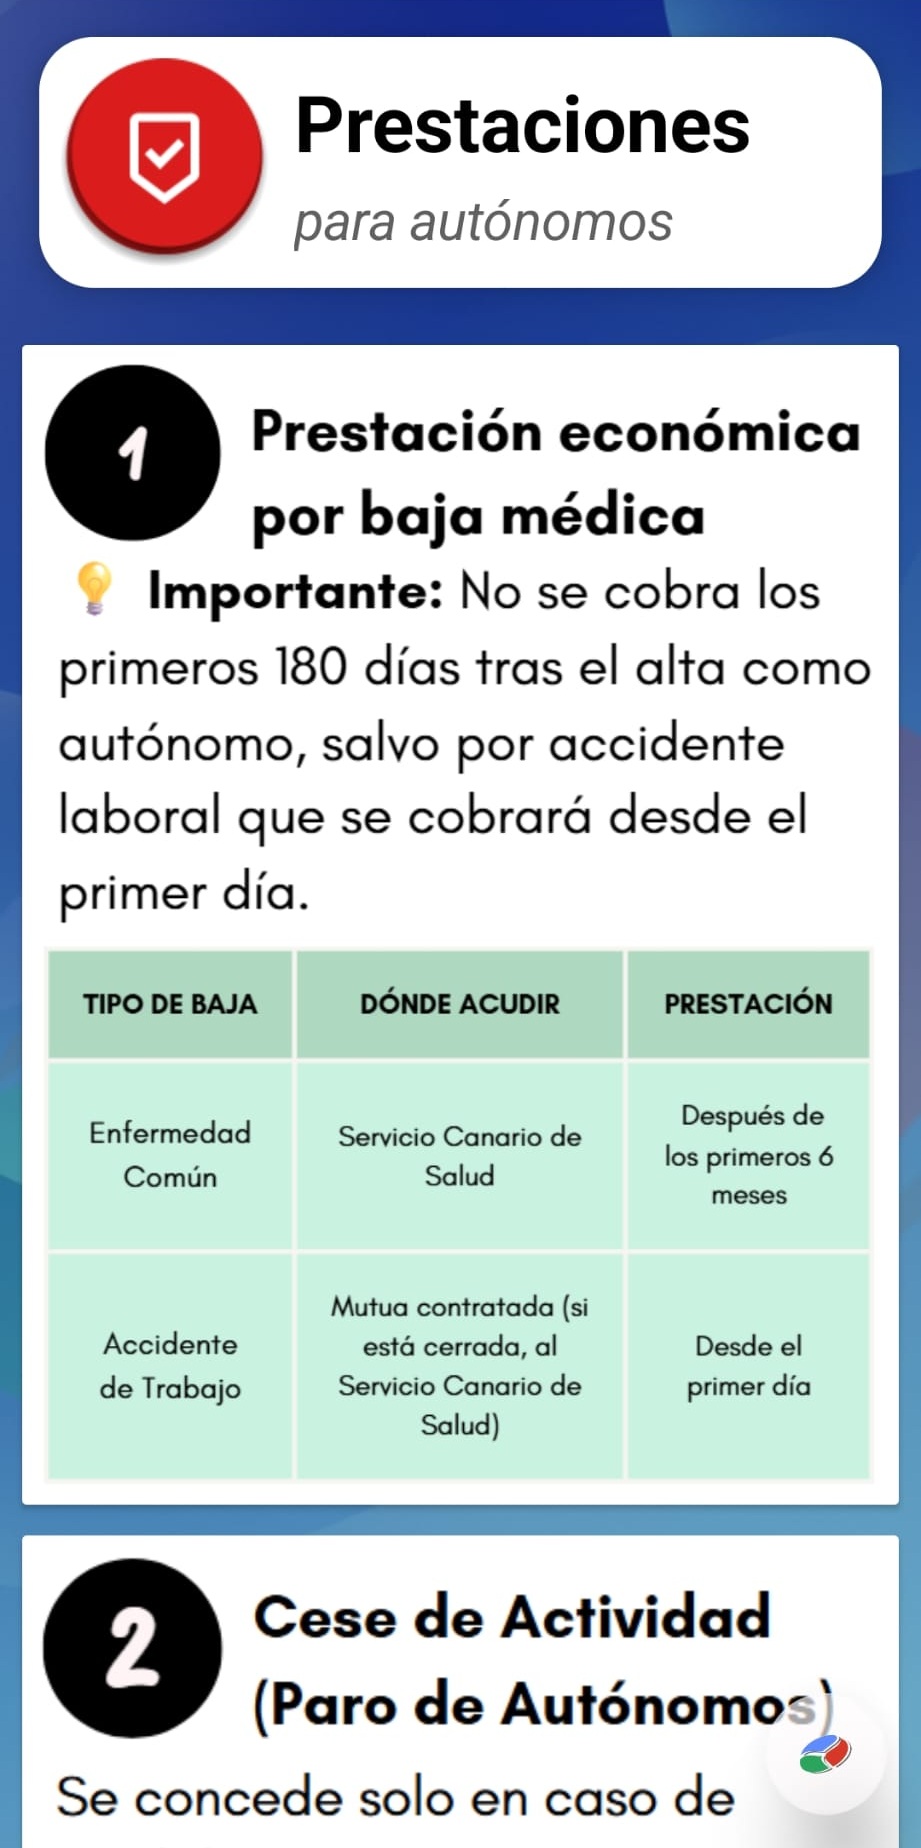 Prestaciones
para autónomos
1
Prestación económica
por baja médica
💡 Importante: No se cobra los
primeros 180 días tras el alta como
autónomo, salvo por accidente
laboral que se cobrará desde el
primer día.
TIPO DE BAJA DÓNDE ACUDIR PRESTACIÓN
Enfermedad
Común
Servicio Canario de
Salud
Después de
los primeros 6
meses
Accidente
de Trabajo
Mutua contratada (si
está cerrada, al
Servicio Canario de
Salud)
Desde el
primer día
2
Cese de Actividad
(Paro de Autónomos)
Se concede solo en caso de